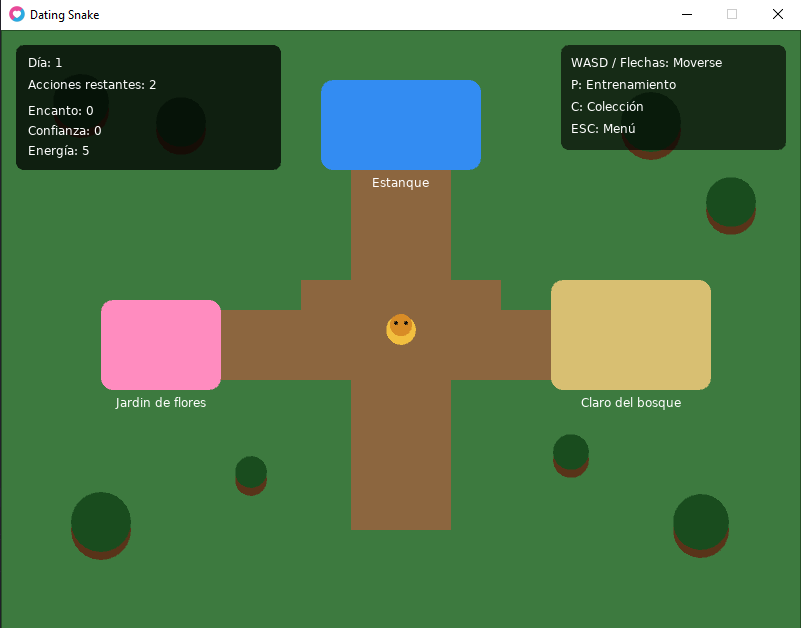 Dating Snake
Día: 1
Acciones restantes: 2
Encanto: 0
Confianza: 0
Energía: 5
WASD / Flechas: Moverse
P: Entrenamiento
C: Colección
ESC: Menú
Estanque
Jardin de flores
Claro del bosque